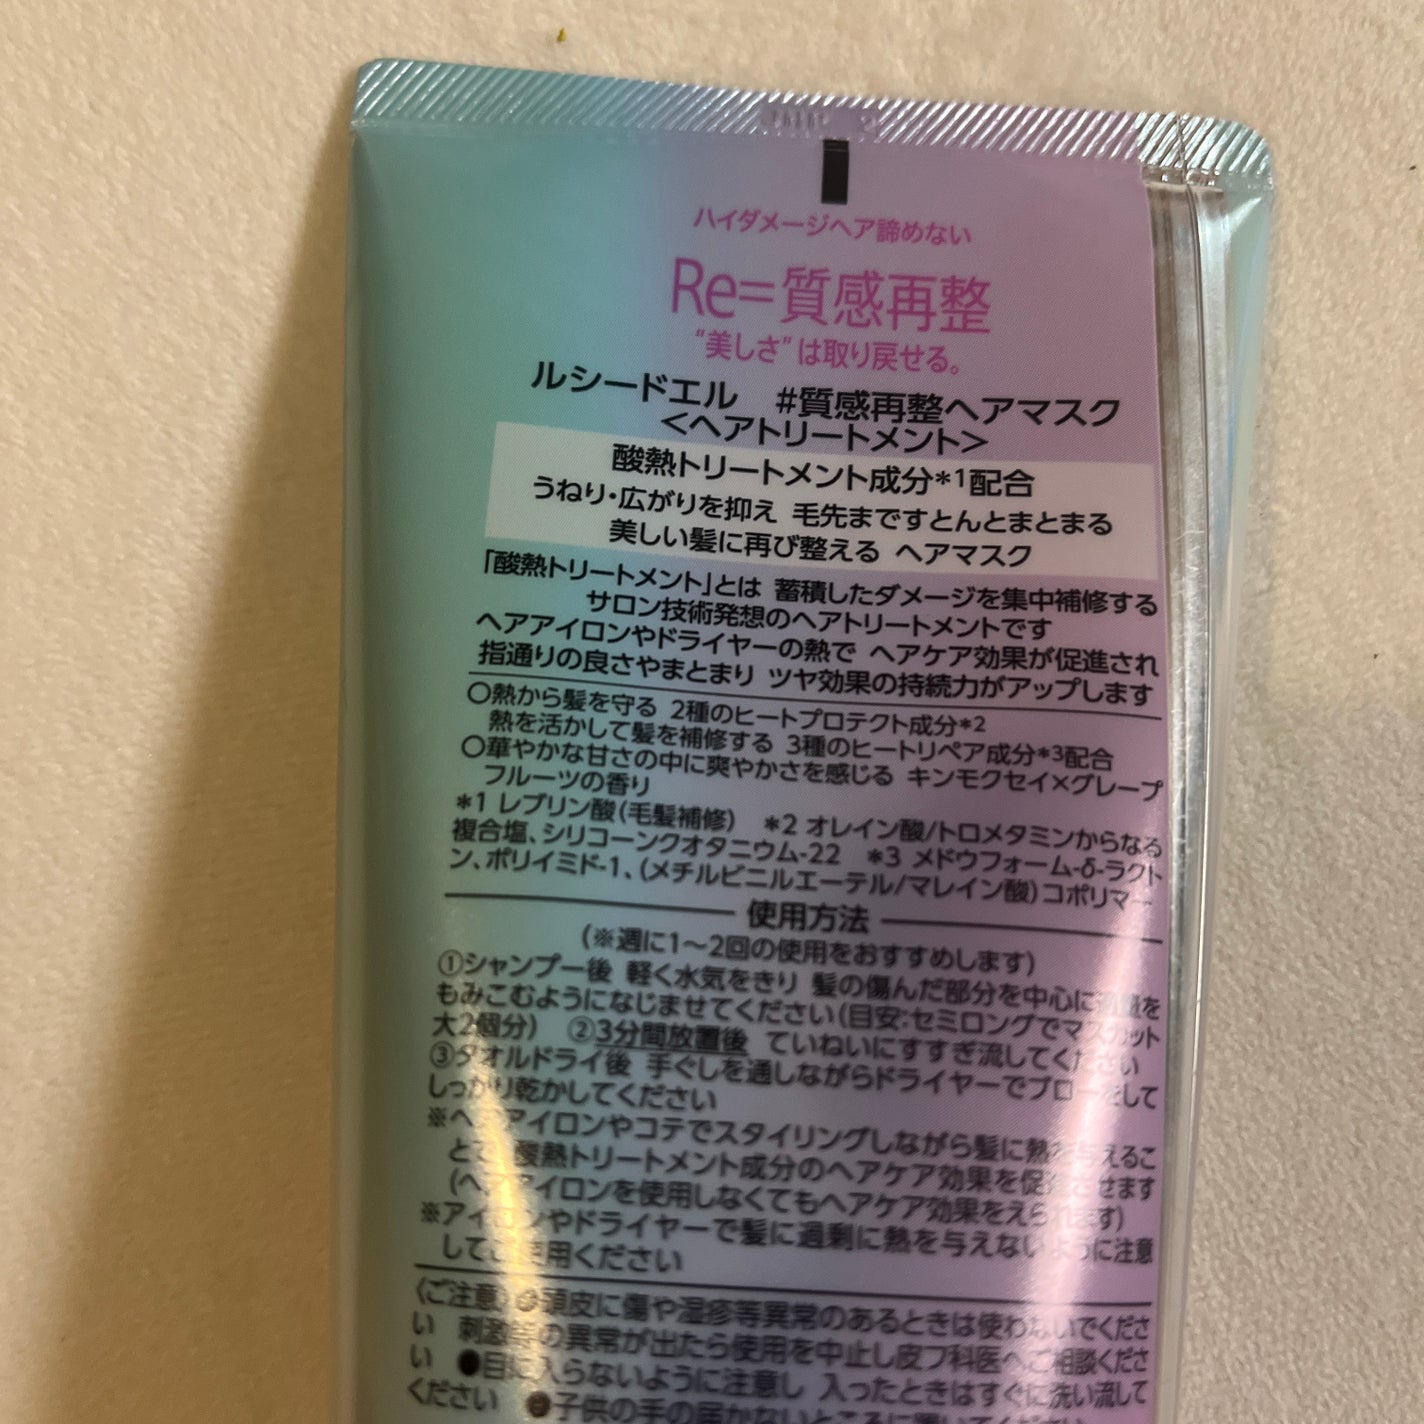 ハイダメージヘア諦めない
Re=質感再整
“美しさ”は取り戻せる。
ルシードエル #質感再整ヘアマスク
<ヘアトリートメント>
酸熱トリートメント成分*1配合
うねり・広がりを抑え 毛先まですとんとまとまる
美しい髪に再び整える ヘアマスク
「酸熱トリートメント」とは 蓄積したダメージを集中補修する
サロン技術発想のヘアトリートメントです
ヘアアイロンやドライヤーの熱で ヘアケア効果が促進され
指通りの良さやまとまり ツヤ効果の持続力がアップします
○熱から髪を守る 2種のヒートプロテクト成分*2
熱を活かして髪を補修する 3種のヒートリペア成分*3配合
○華やかな甘さの中に爽やかさを感じる キンモクセイ×グレープ
フルーツの香り
*1 レブリン酸(毛髪補修) *2 オレイン酸/トロメタミンからなる
複合塩、シリコーンクオタニウム-22 *3 メドウフォーム-δ-ラクト
ン、ポリイミド-1、(メチルビニルエーテル/マレイン酸)コポリマー
使用方法
(※週に1〜2回の使用をおすすめします)
①シャンプー後 軽く水気をきり 髪の傷んだ部分を中心に適量を
もみこむようになじませてください(目安:セミロングでマスカット
大2個分) ②3分間放置後 ていねいにすすぎ流してください
③タオルドライ後 手ぐしを通しながらドライヤーでブローをして
しっかり乾かしてください
※ヘアアイロンやコテでスタイリングしながら髪に熱を与えるこ
とで 酸熱トリートメント成分のヘアケア効果を促進させます
(ヘアアイロンを使用しなくてもヘアケア効果をえられます)
※アイロンやドライヤーで髪に過剰に熱を与えないように注意
してご使用ください
〈ご注意〉●頭皮に傷や湿疹等異常のあるときは使わないでくださ
い 刺激等の異常が出たら使用を中止し皮フ科医へご相談くださ
い ●目に入らないように注意し 入ったときはすぐに洗い流して
ください ●子供の手の届かないところに置いてください